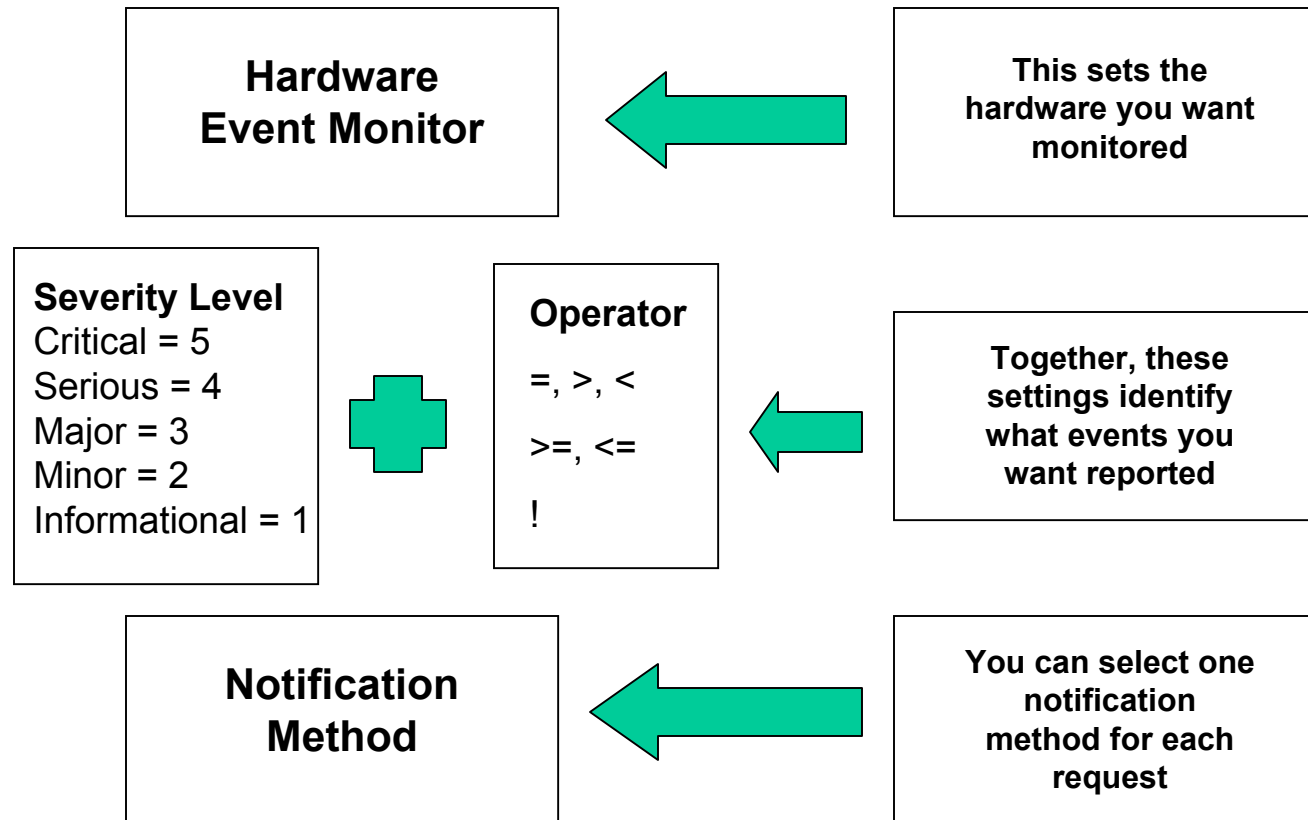 Hardware
Event Monitor
This sets the
hardware you want
monitored
Severity Level
Critical = 5
Serious = 4
Major = 3
Minor = 2
Informational = 1
Operator
=, >, <
>=, <=
!
Together, these
settings identify
what events you
want reported
Notification
Method
You can select one
notification
method for each
request